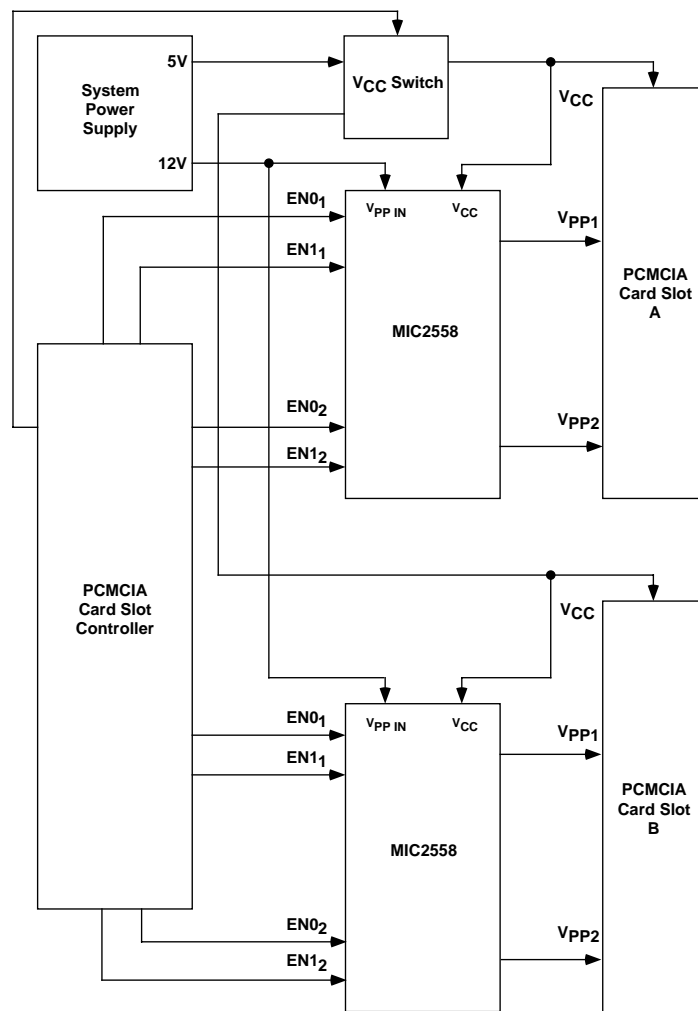 5V
System
Power
Supply
12V
VCC Switch
VCC
EN01
EN11
VPP IN
VCC
VPP1
PCMCIA
Card Slot
A
MIC2558
EN02
EN12
VPP2
PCMCIA
Card Slot
Controller
VCC
EN01
EN11
VPP IN
VCC
VPP1
PCMCIA
Card Slot
B
MIC2558
EN02
EN12
VPP2